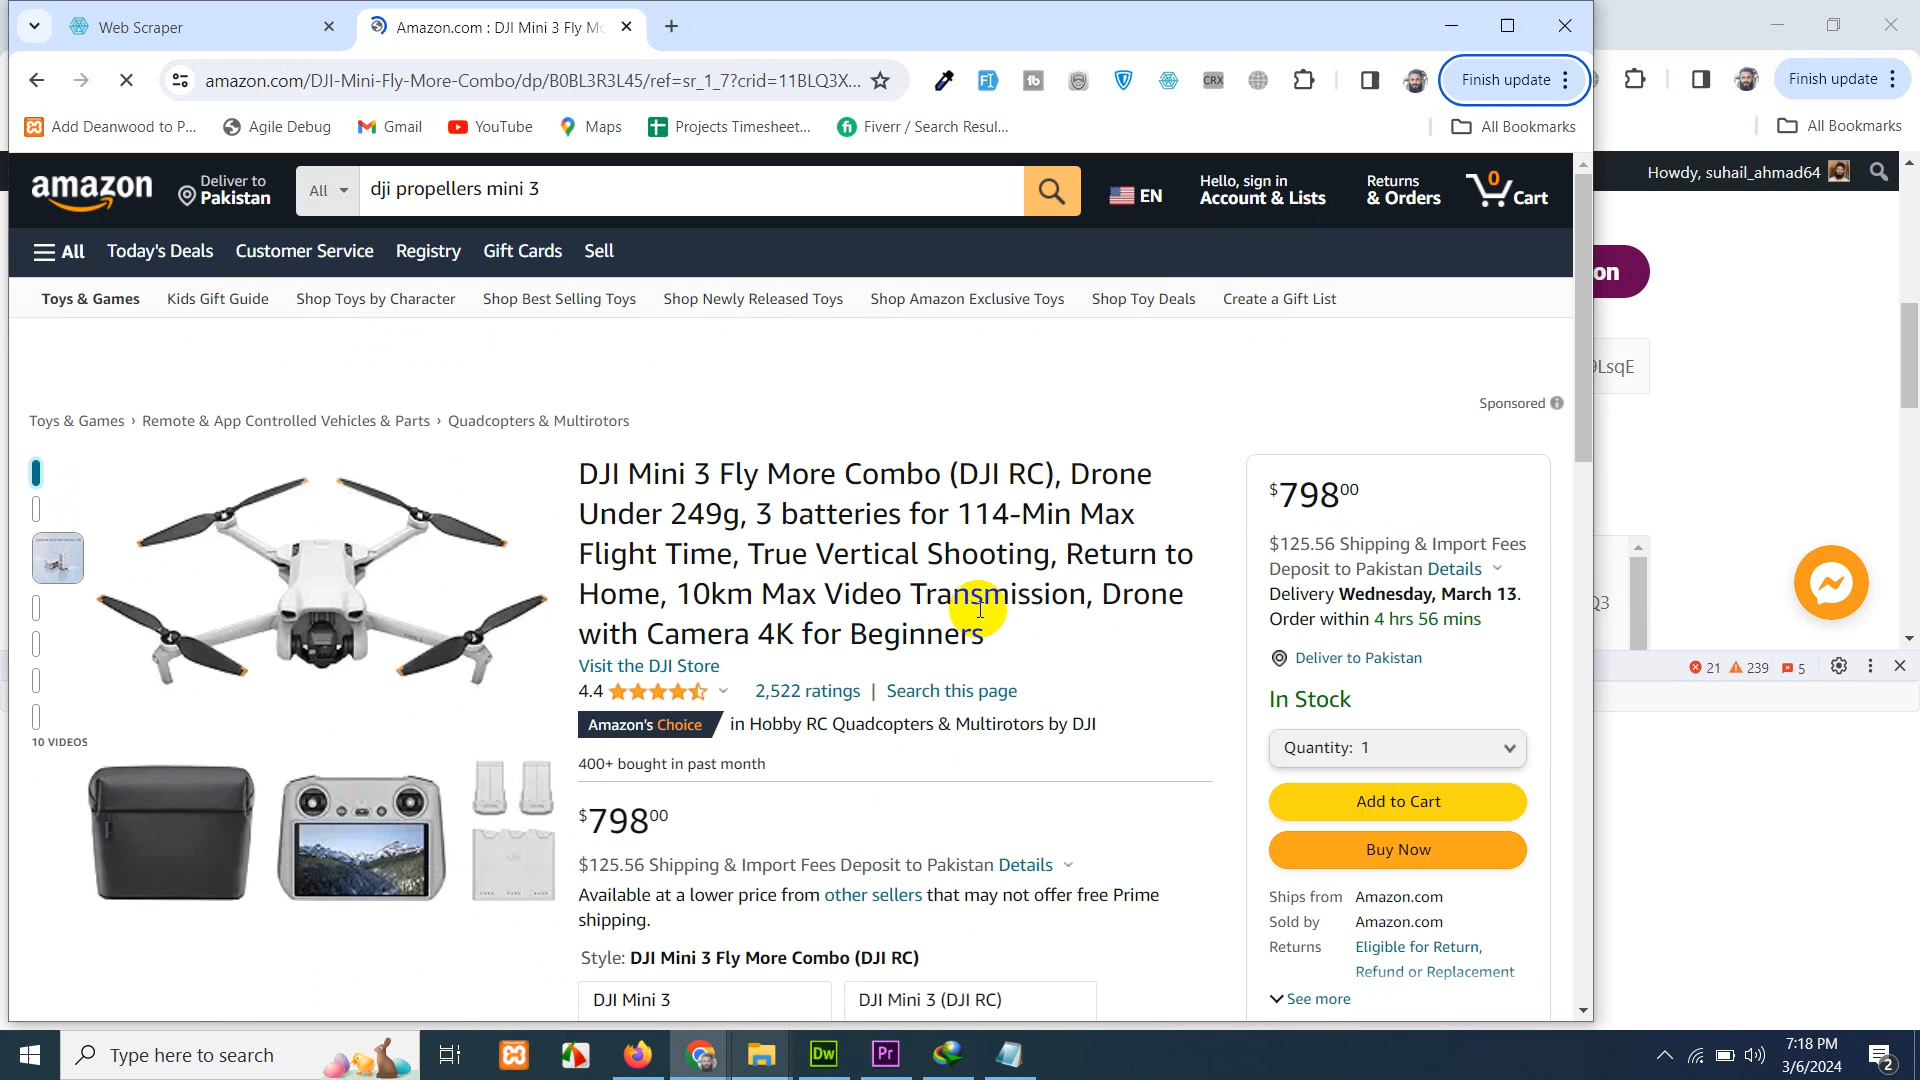 Web Scraper
Amazon.com : DJI Mini 3 Fly Mo
amazon.com/DJI-Mini-Fly-More-Combo/dp/B0BL3R3L45/ref=sr_1_7?crid=11BLQ3X...
CRX
Finish update
Finish update
Add Deanwood to P...
Agile Debug
Gmail
YouTube
Maps
Projects Timesheet...
Fiverr / Search Resul...
All Bookmarks
All Bookmarks
amazon
Deliver to
Pakistan
All
dji propellers mini 3
EN
Hello, sign in
Account & Lists
Returns
& Orders
0
Cart
Howdy, suhail_ahmad64
All
Today's Deals
Customer Service
Registry
Gift Cards
Sell
on
Toys & Games
Kids Gift Guide
Shop Toys by Character
Shop Best Selling Toys
Shop Newly Released Toys
Shop Amazon Exclusive Toys
Shop Toy Deals
Create a Gift List
9LsqE
Sponsored
Toys & Games › Remote & App Controlled Vehicles & Parts › Quadcopters & Multirotors
DJI Mini 3 Fly More Combo (DJI RC), Drone
Under 249g, 3 batteries for 114-Min Max
Flight Time, True Vertical Shooting, Return to
Home, 10km Max Video Transmission, Drone
with Camera 4K for Beginners
Visit the DJI Store
4.4
2,522 ratings | Search this page
Amazon's Choice in Hobby RC Quadcopters & Multirotors by DJI
400+ bought in past month
10 VIDEOS
$798 00
$125.56 Shipping & Import Fees Deposit to Pakistan Details
Available at a lower price from other sellers that may not offer free Prime
shipping.
Style: DJI Mini 3 Fly More Combo (DJI RC)
DJI Mini 3
DJI Mini 3 (DJI RC)
$798 00
$125.56 Shipping & Import Fees
Deposit to Pakistan Details
Delivery Wednesday, March 13.
Order within 4 hrs 56 mins
Deliver to Pakistan
In Stock
Quantity: 1
Add to Cart
Buy Now
Ships from Amazon.com
Sold by Amazon.com
Returns Eligible for Return,
Refund or Replacement
See more
Q3
21
239
5
Type here to search
Dw
Pr
7:18 PM
3/6/2024
2